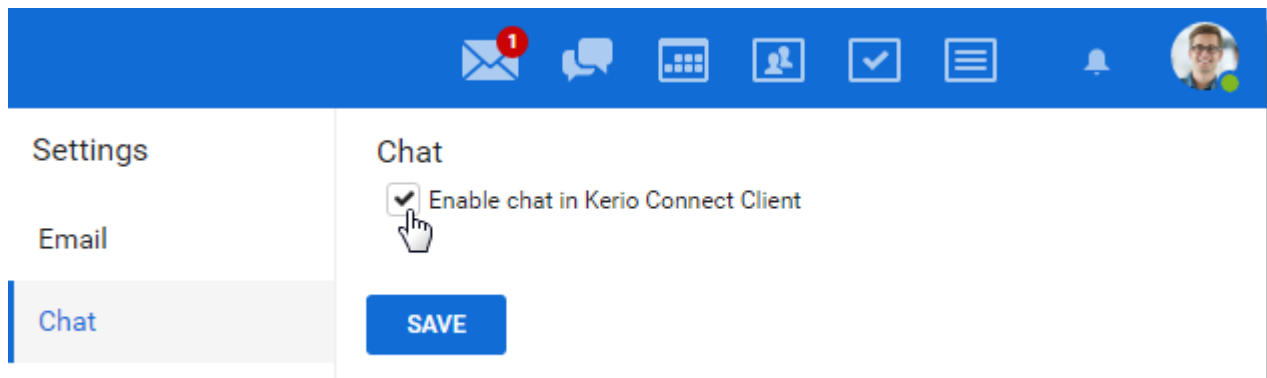 1
Settings
Chat
Enable chat in Kerio Connect Client
Email
Chat
SAVE